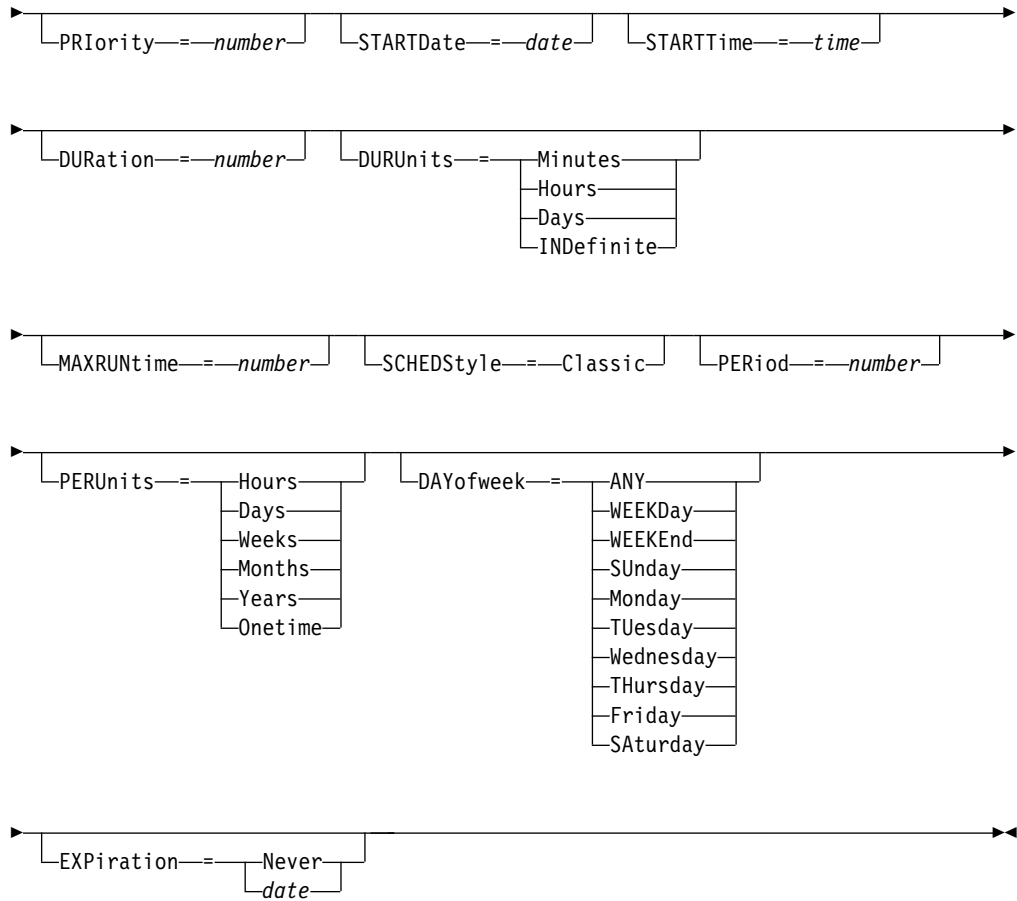 PRIority = number STARTDate = date STARTTime = time
DURation = number DURUnits = Minutes
Hours
Days
INDefinite
MAXRUNtime = number SCHEDStyle = Classic PERiod = number
PERUnits = Hours DAYofweek = ANY
Days WEEKDay
Weeks WEEKEnd
Months SUnday
Years Monday
Onetime TUesday
Wednesday
THursday
Friday
SAturday
EXPiration = Never
date